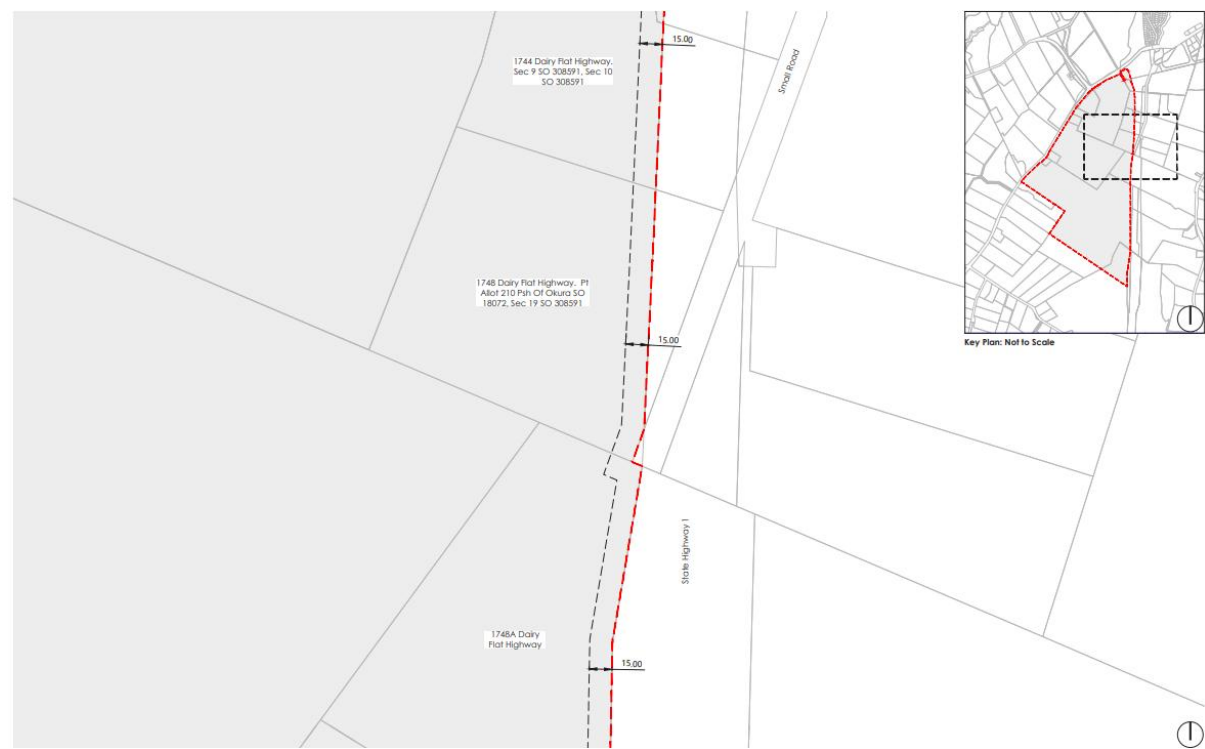 15.00
1744 Dairy Flat Highway.
Sec 9 SO 308591, Sec 10
SO 308591
Small Road
1748 Dairy Flat Highway. Pt
Allot 210 Psh Of Okura SO
18072, Sec 19 SO 308591
15.00
Key Plan: Not to Scale
State Highway 1
1748A Dairy
Flat Highway
15.00